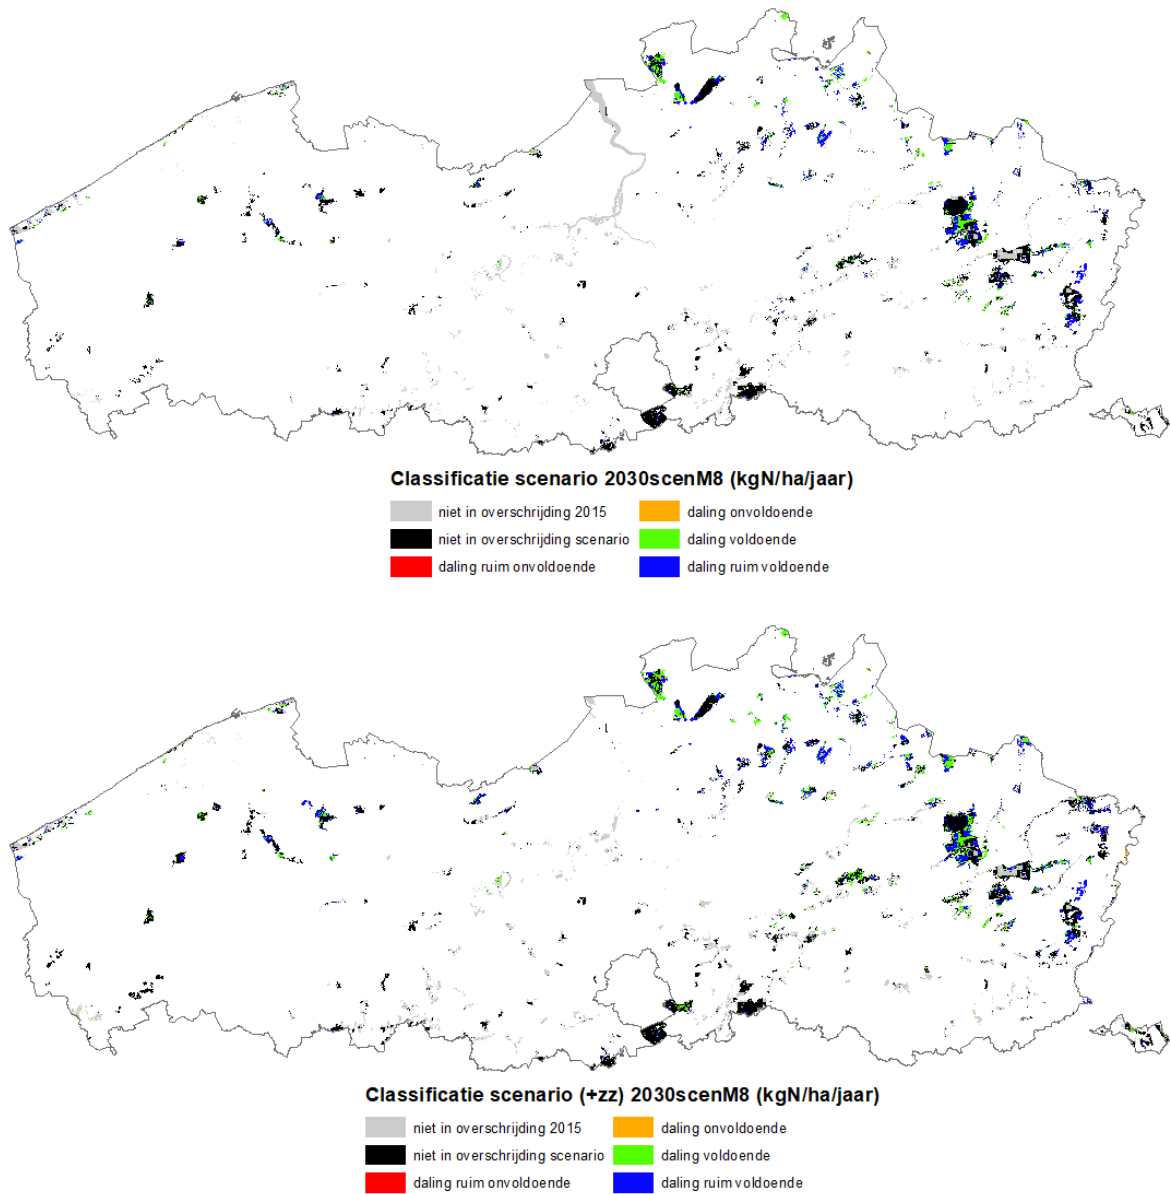 Classificatie scenario 2030scenM8 (kgN/ha/jaar)
niet in overschrijding 2015
daling onvoldoende
niet in overschrijding scenario
daling voldoende
daling ruim onvoldoende
daling ruim voldoende
Classificatie scenario (+zz) 2030scenM8 (kgN/ha/jaar)
niet in overschrijding 2015
daling onvoldoende
niet in overschrijding scenario
daling voldoende
daling ruim onvoldoende
daling ruim voldoende